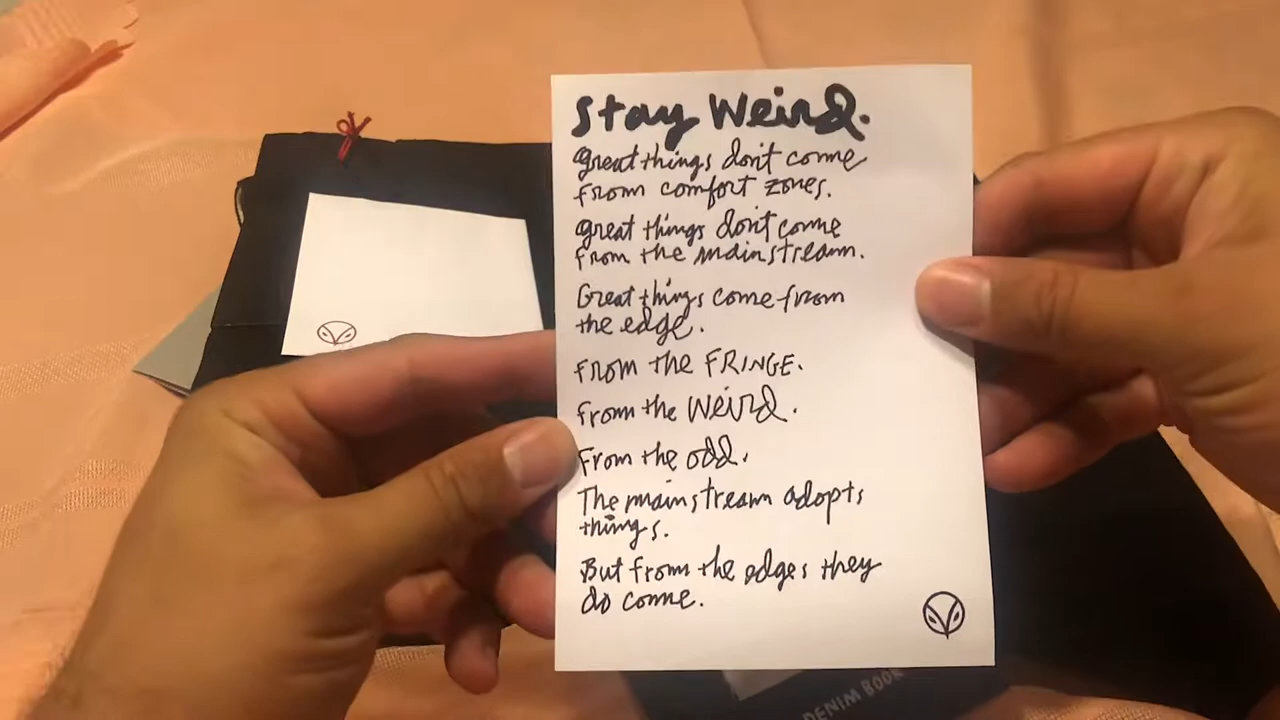 Stay Weird.
Great things don't come
from comfort zones.
Great things don't come
from the mainstream.
Great things come from
the edge.
From the FRINGE.
From the Weird.
From the odd.
The mainstream adopts
things.
But from the edges they
do come.
DENIM BOOK